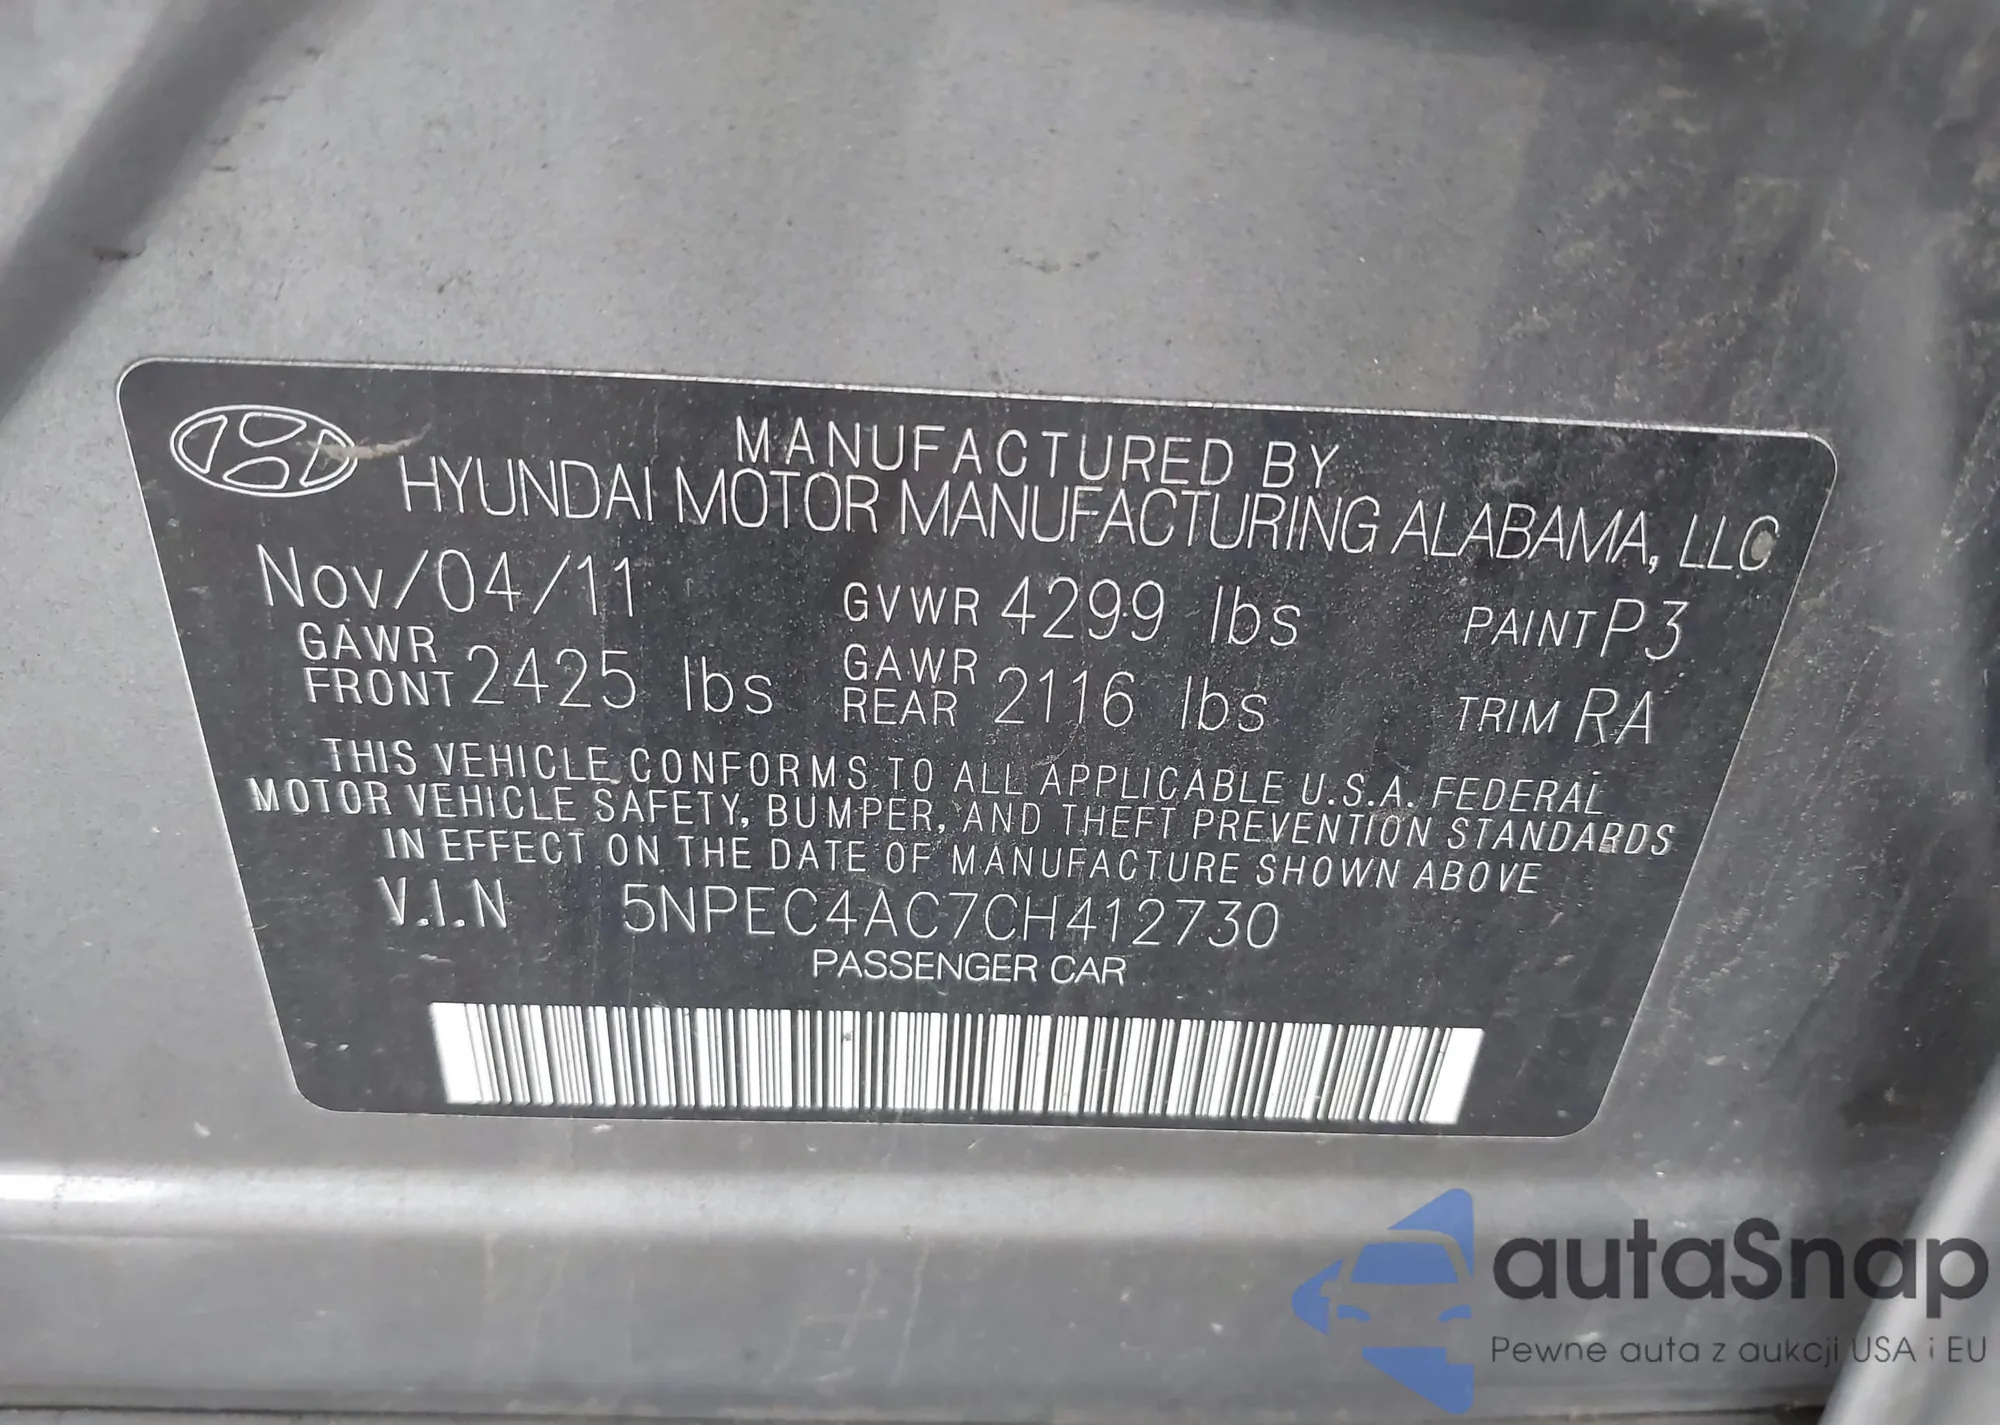 MANUFACTURED BY
HYUNDAI MOTOR MANUFACTURING ALABAMA, LLC
Nov/04/11 GVWR 4299 lbs PAINT P3
GAWR FRONT 2425 lbs GAWR REAR 2116 lbs TRIM RA
THIS VEHICLE CONFORMS TO ALL APPLICABLE U.S.A. FEDERAL
MOTOR VEHICLE SAFETY, BUMPER, AND THEFT PREVENTION STANDARDS
IN EFFECT ON THE DATE OF MANUFACTURE SHOWN ABOVE
V.I.N 5NPEC4AC7CH412730
PASSENGER CAR
autaSnap
Pewne auta z aukcji USA i EU